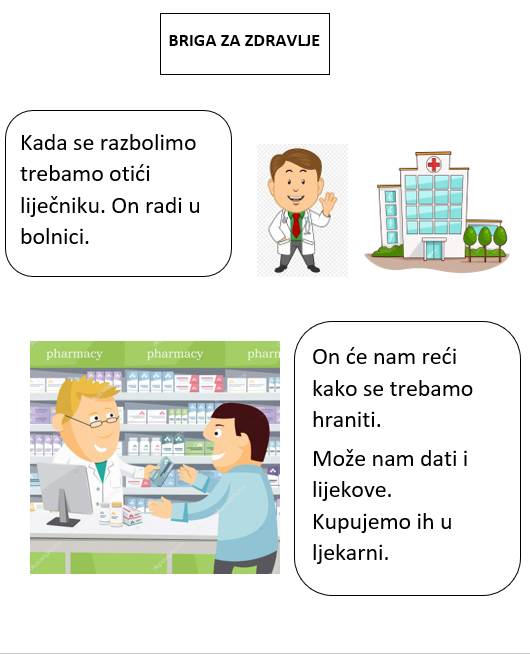 BRIGA ZA ZDRAVLJE
Kada se razbolimo
trebamo otići
liječniku. On radi u
bolnici.
pharmacy pharmacy pharm
On će nam reći
kako se trebamo
hraniti.
Može nam dati i
lijekove.
Kupujemo ih u
ljekarni.